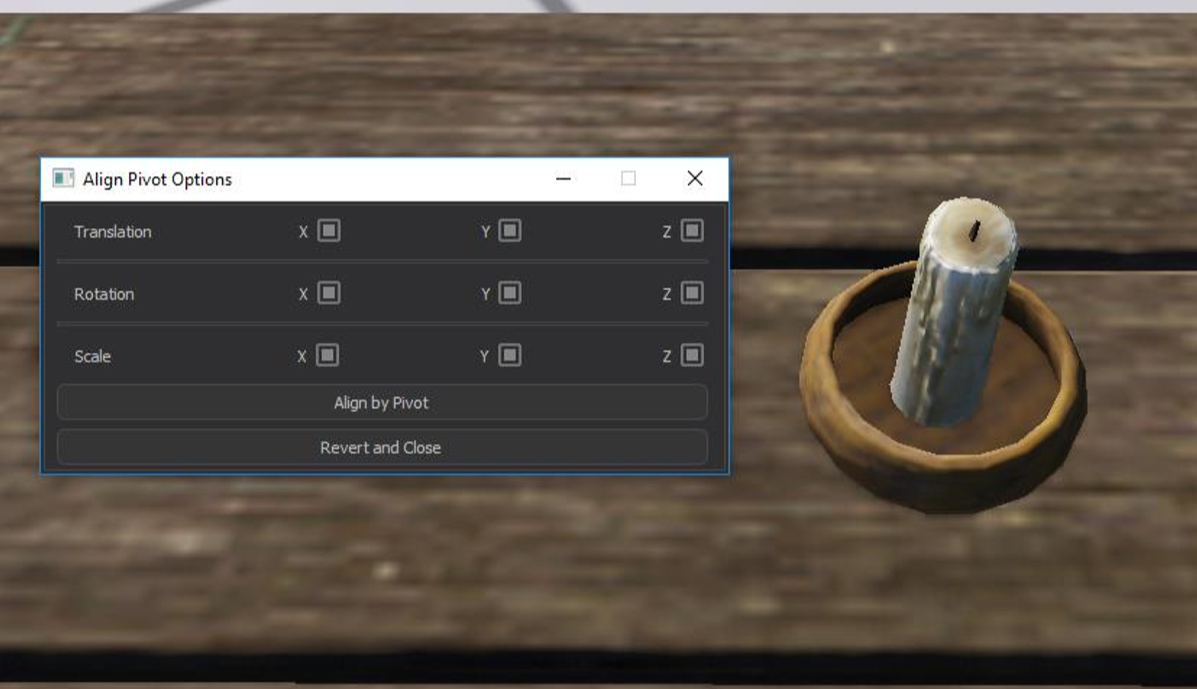 Align Pivot Options
Translation X Y Z
Rotation X Y Z
Scale X Y Z
Align by Pivot
Revert and Close